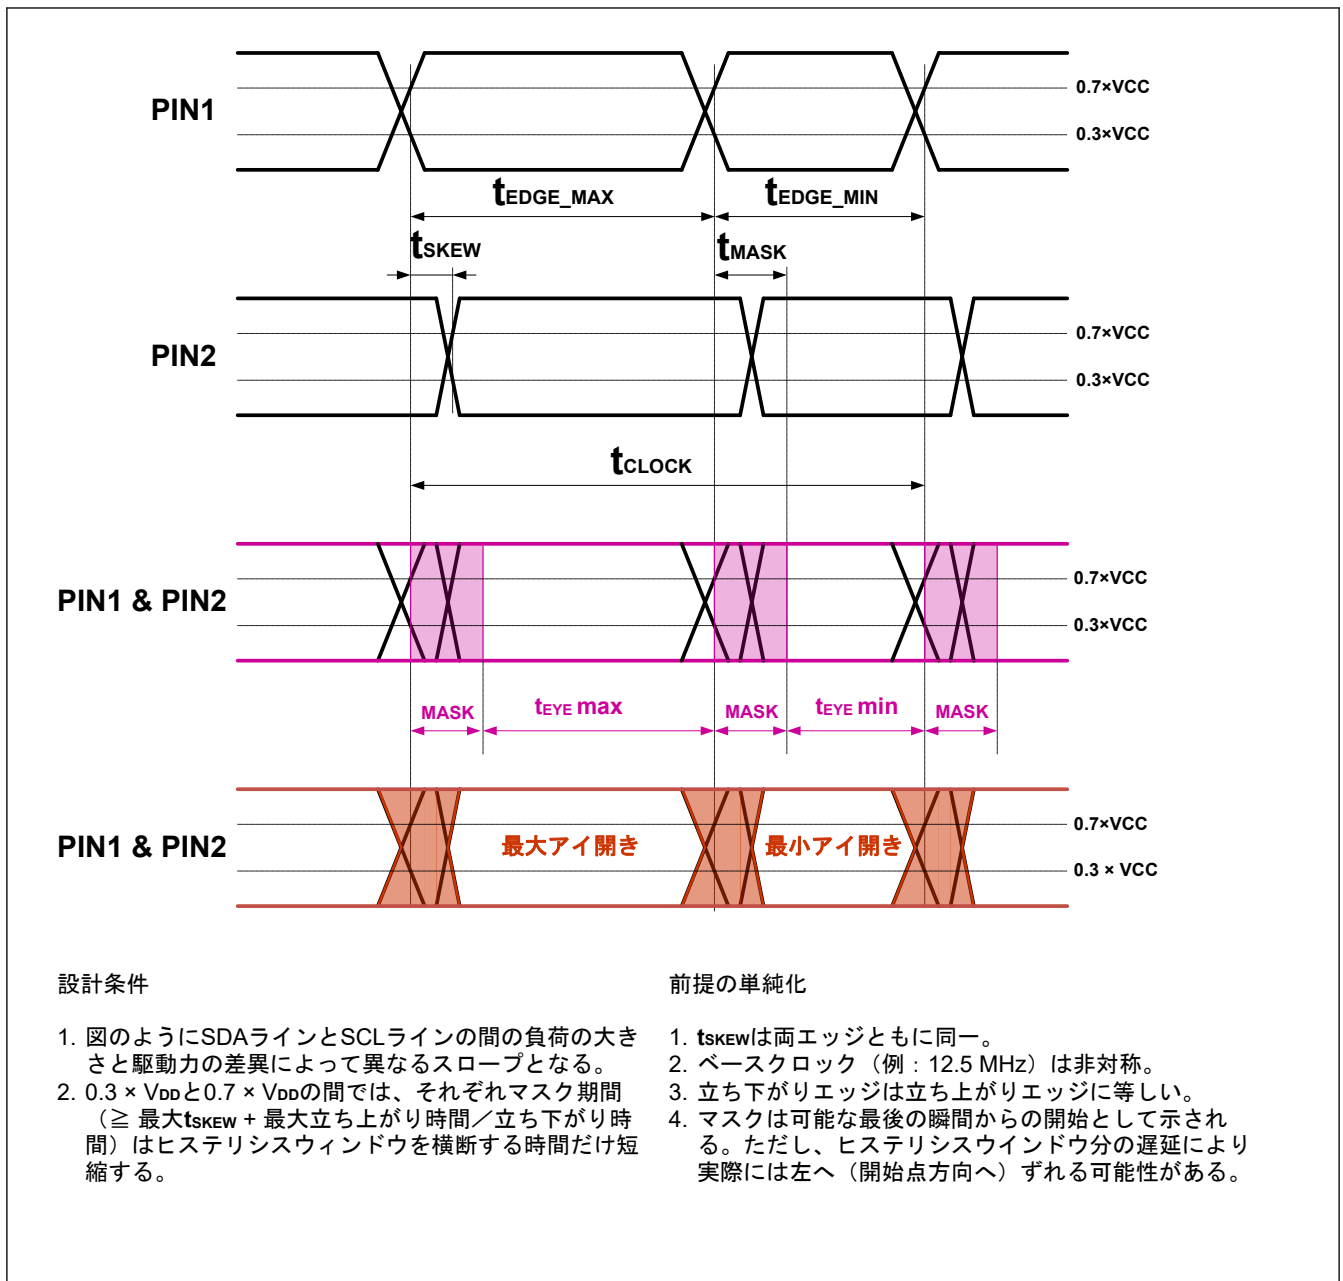 PIN1
0.7×VCC
0.3×VCC
tEDGE_MAX
tEDGE_MIN
tSKEW
tMASK
PIN2
0.7×VCC
0.3×VCC
tCLOCK
PIN1 & PIN2
0.7×VCC
0.3×VCC
MASK
tEYE max
MASK
tEYE min
MASK
PIN1 & PIN2
0.7×VCC
最大アイ開き
最小アイ開き
0.3 × VCC
設計条件
1. 図のようにSDAラインとSCLラインの間の負荷の大き
さと駆動力の差異によって異なるスロープとなる。
2. 0.3 × VDDと0.7 × VDDの間では、それぞれマスク期間
（≧ 最大tSKEW + 最大立ち上がり時間／立ち下がり時
間）はヒステリシスウィンドウを横断する時間だけ短
縮する。
前提の単純化
1. tSKEWは両エッジともに同一。
2. ベースクロック（例：12.5 MHz）は非対称。
3. 立ち下がりエッジは立ち上がりエッジに等しい。
4. マスクは可能な最後の瞬間からの開始として示され
る。ただし、ヒステリシスウインドウ分の遅延により
実際には左へ（開始点方向へ）ずれる可能性がある。